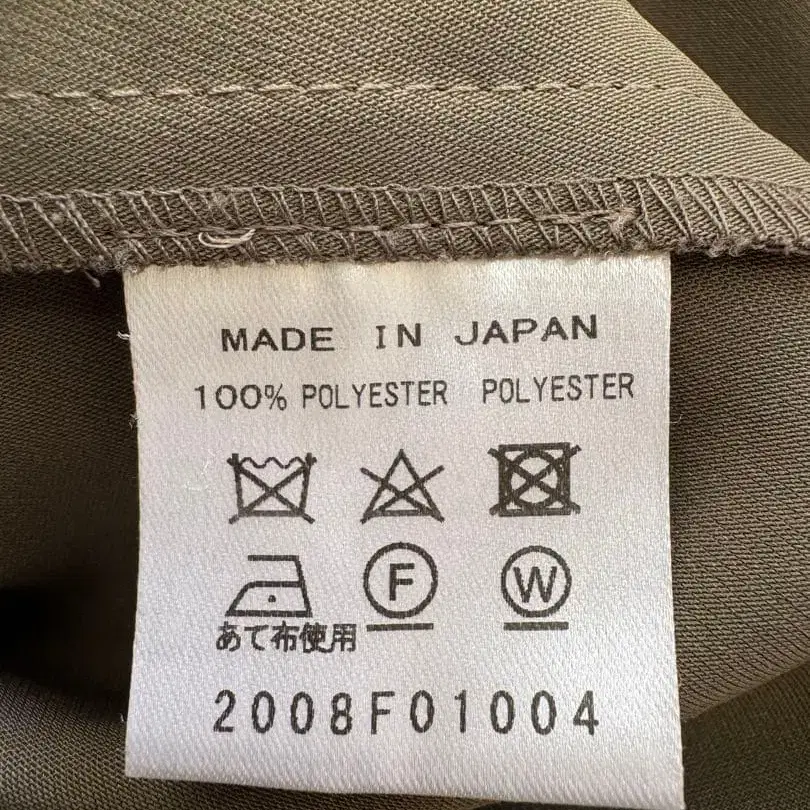 MADE IN JAPAN
100% POLYESTER POLYESTER
F W
あて布使用
2008F01004